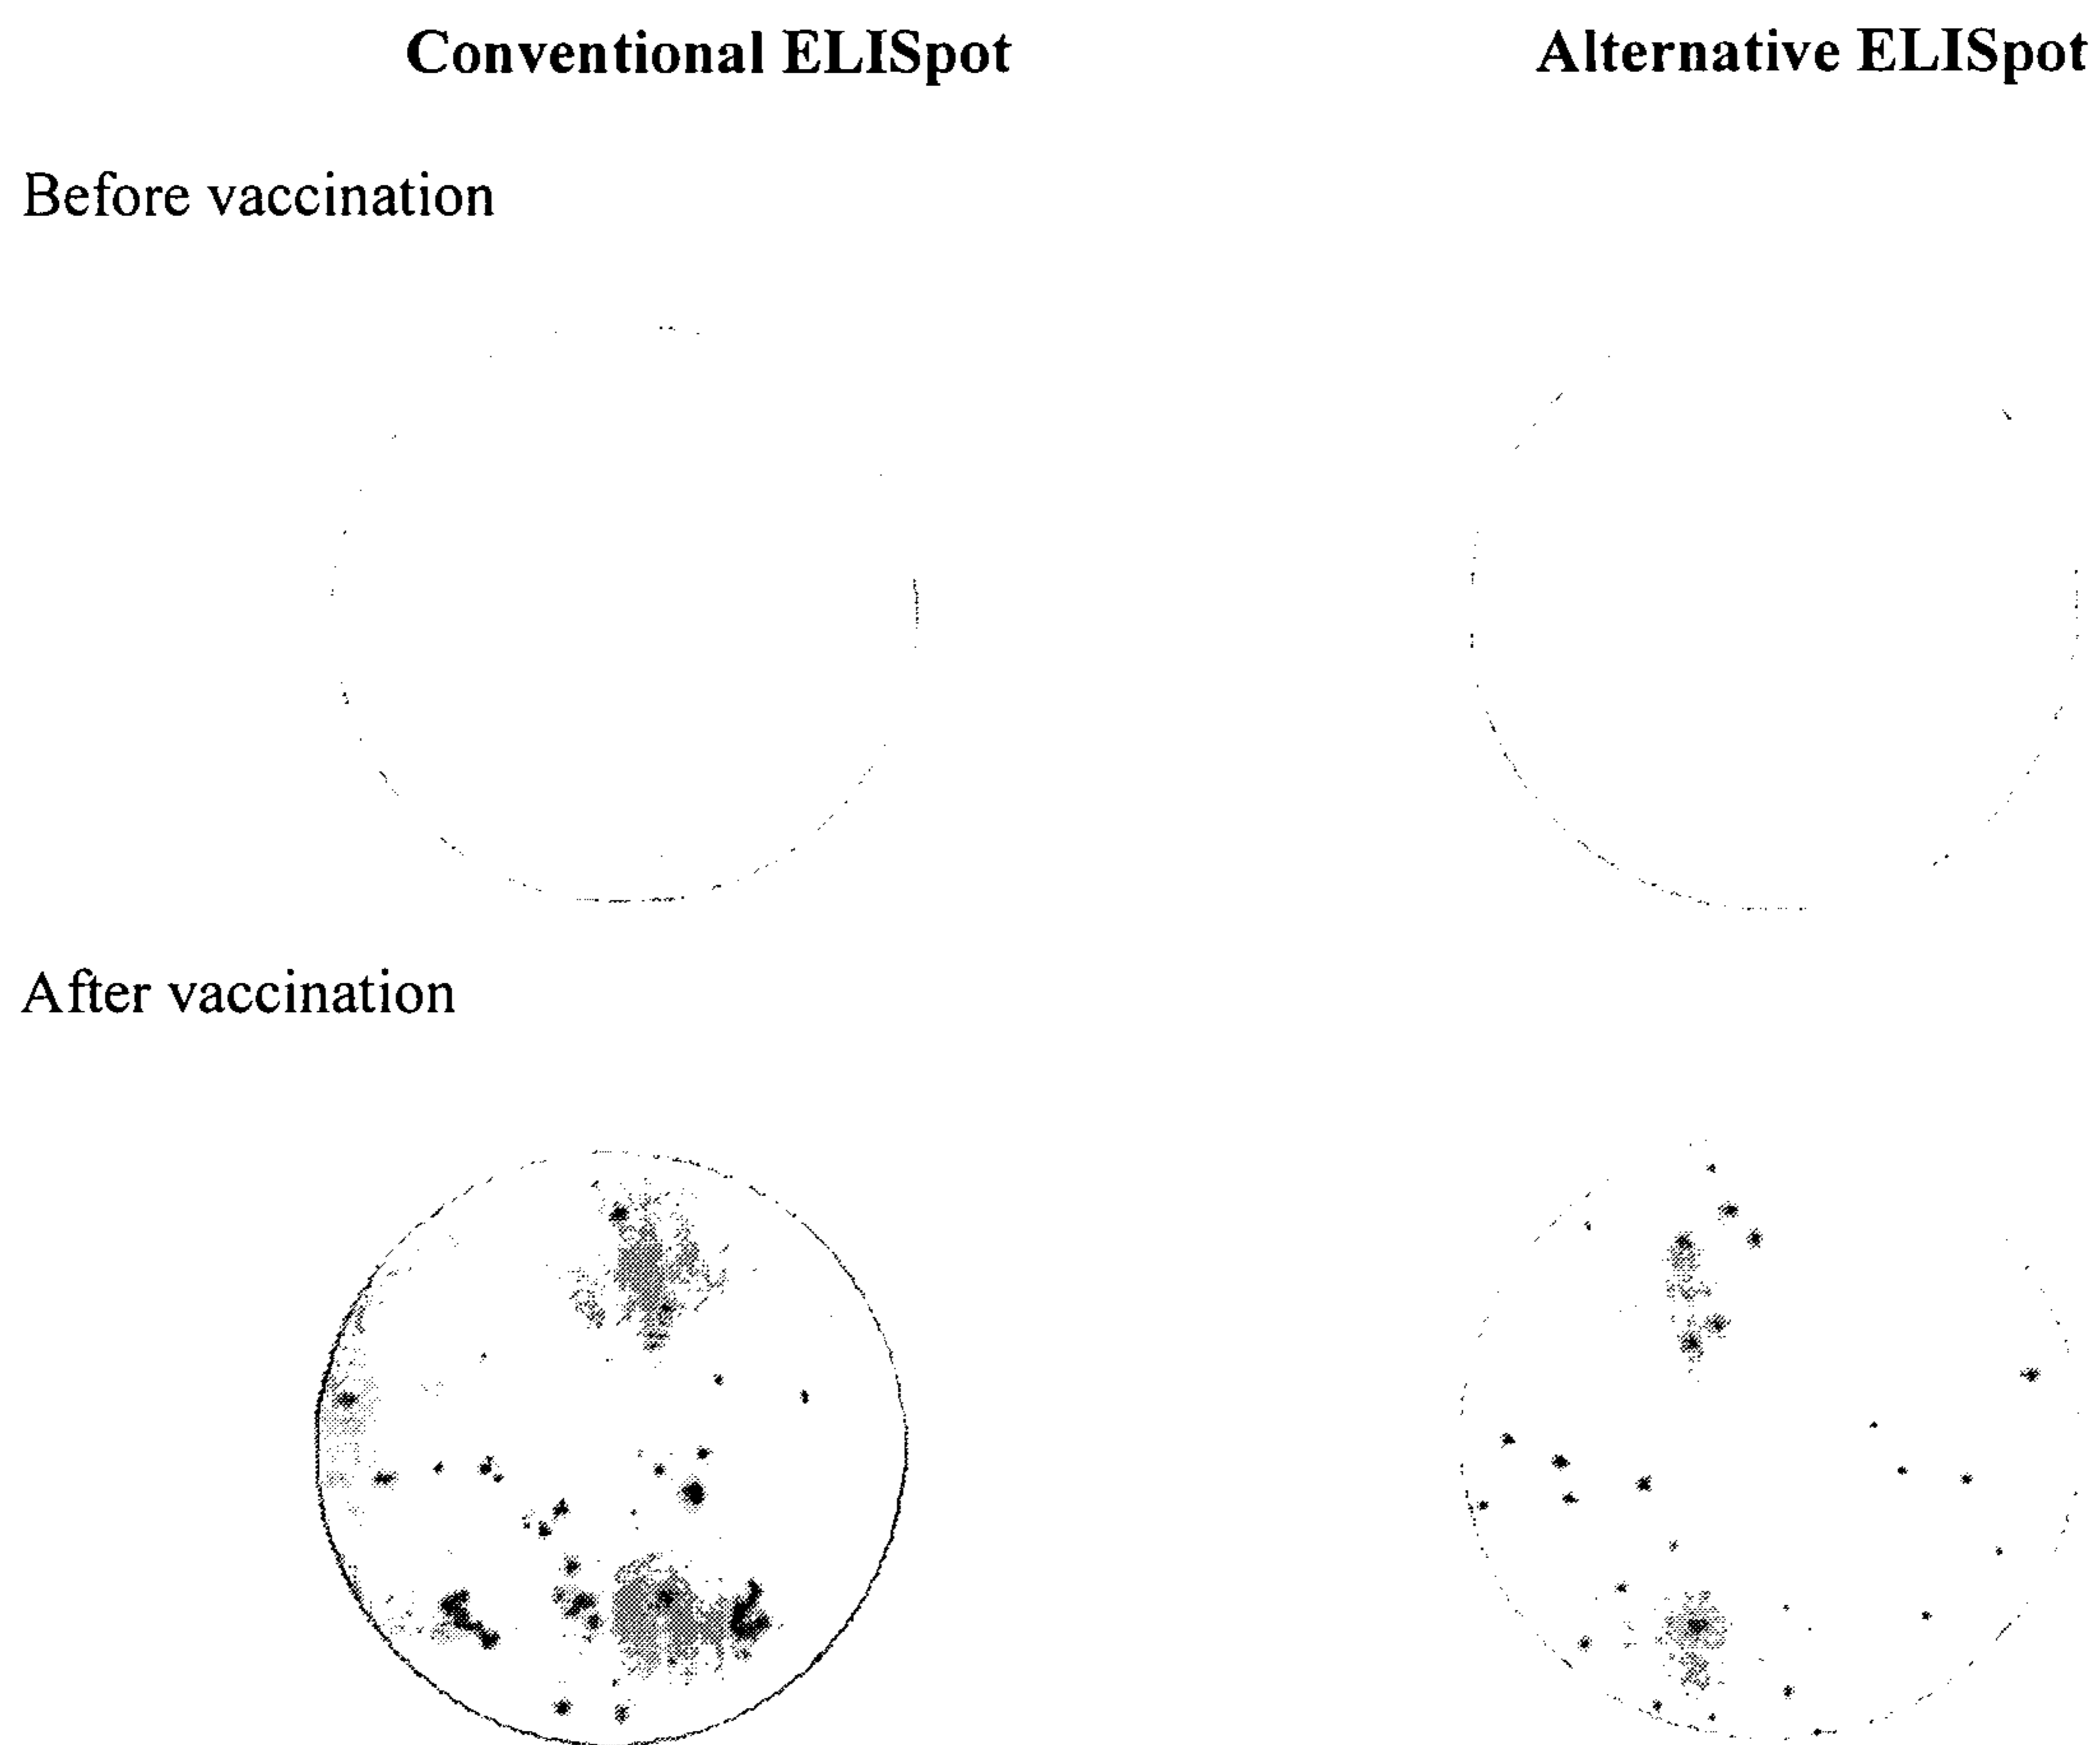 Conventional ELISpot
Alternative ELISpot
Before vaccination
After vaccination